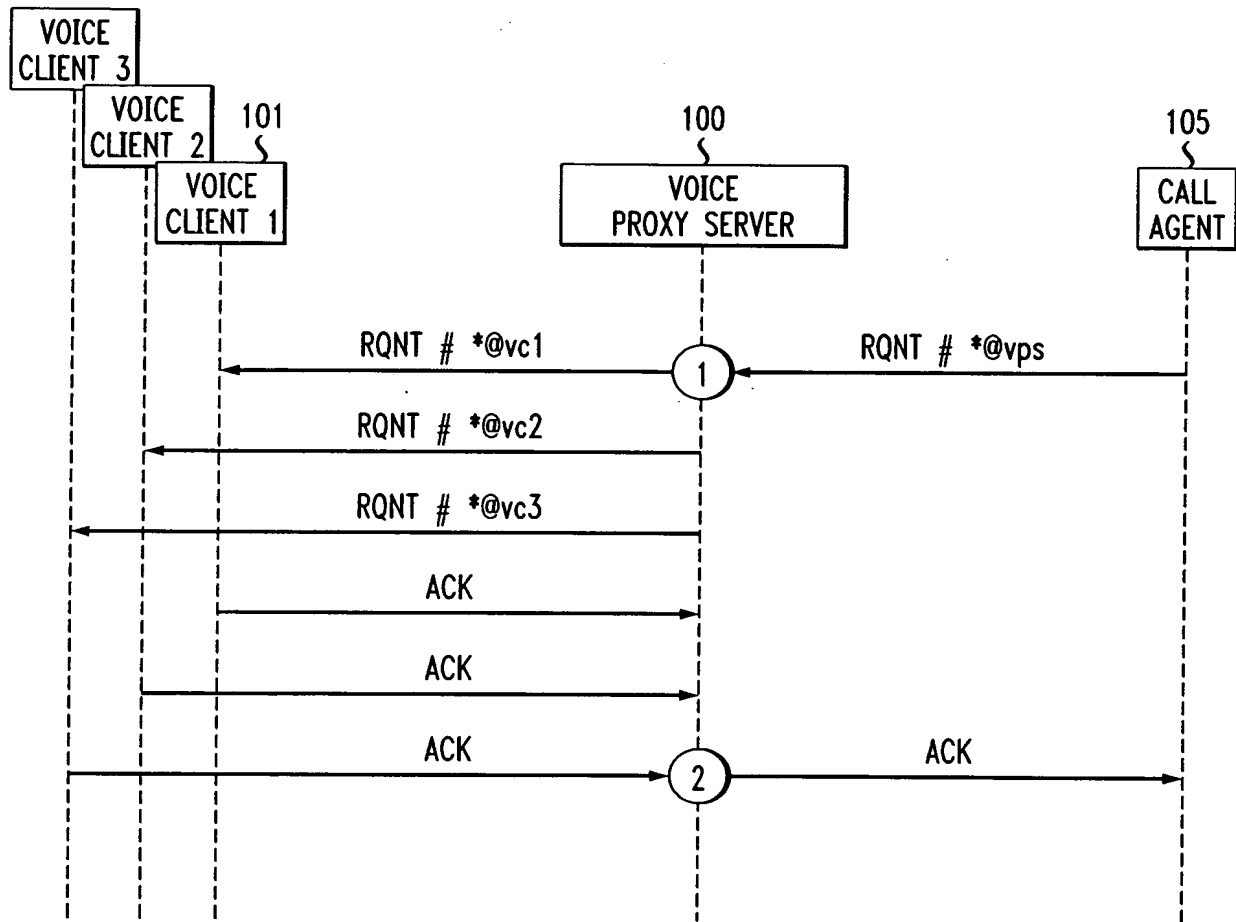 VOICE
CLIENT 3
VOICE
CLIENT 2
101
VOICE
CLIENT 1
100
VOICE
PROXY SERVER
105
CALL
AGENT
RQNT # *@vc1
1
RQNT # *@vps
RQNT # *@vc2
RQNT # *@vc3
ACK
ACK
ACK
2
ACK